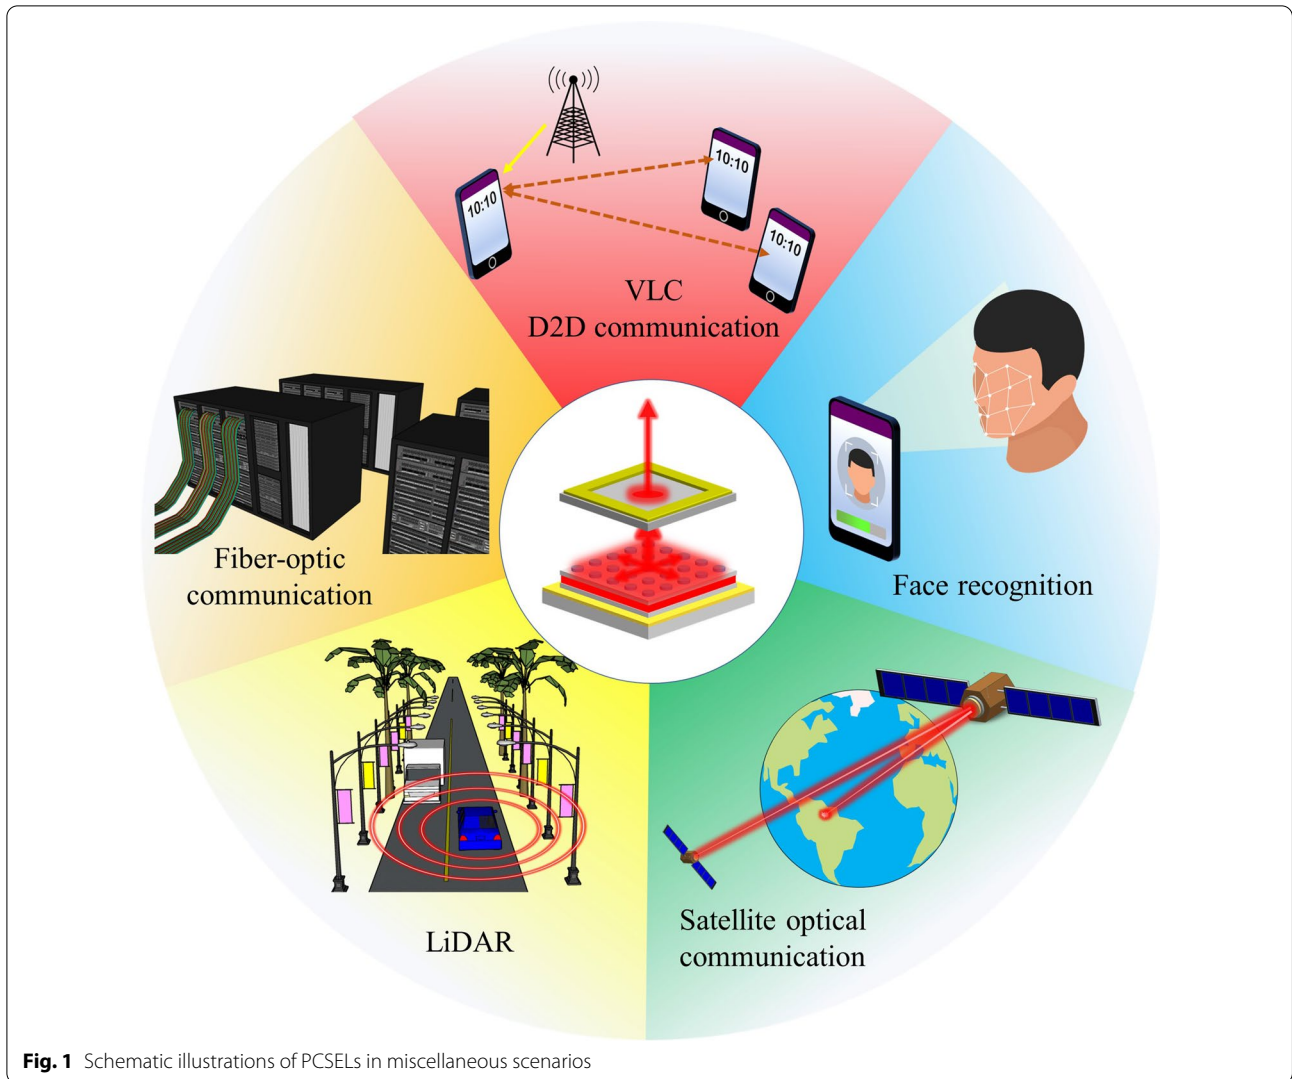 10:10
10:10
10:10
VLC
D2D communication
Fiber-optic
communication
Face recognition
LiDAR
Satellite optical
communication
Fig. 1 Schematic illustrations of PCSELs in miscellaneous scenarios